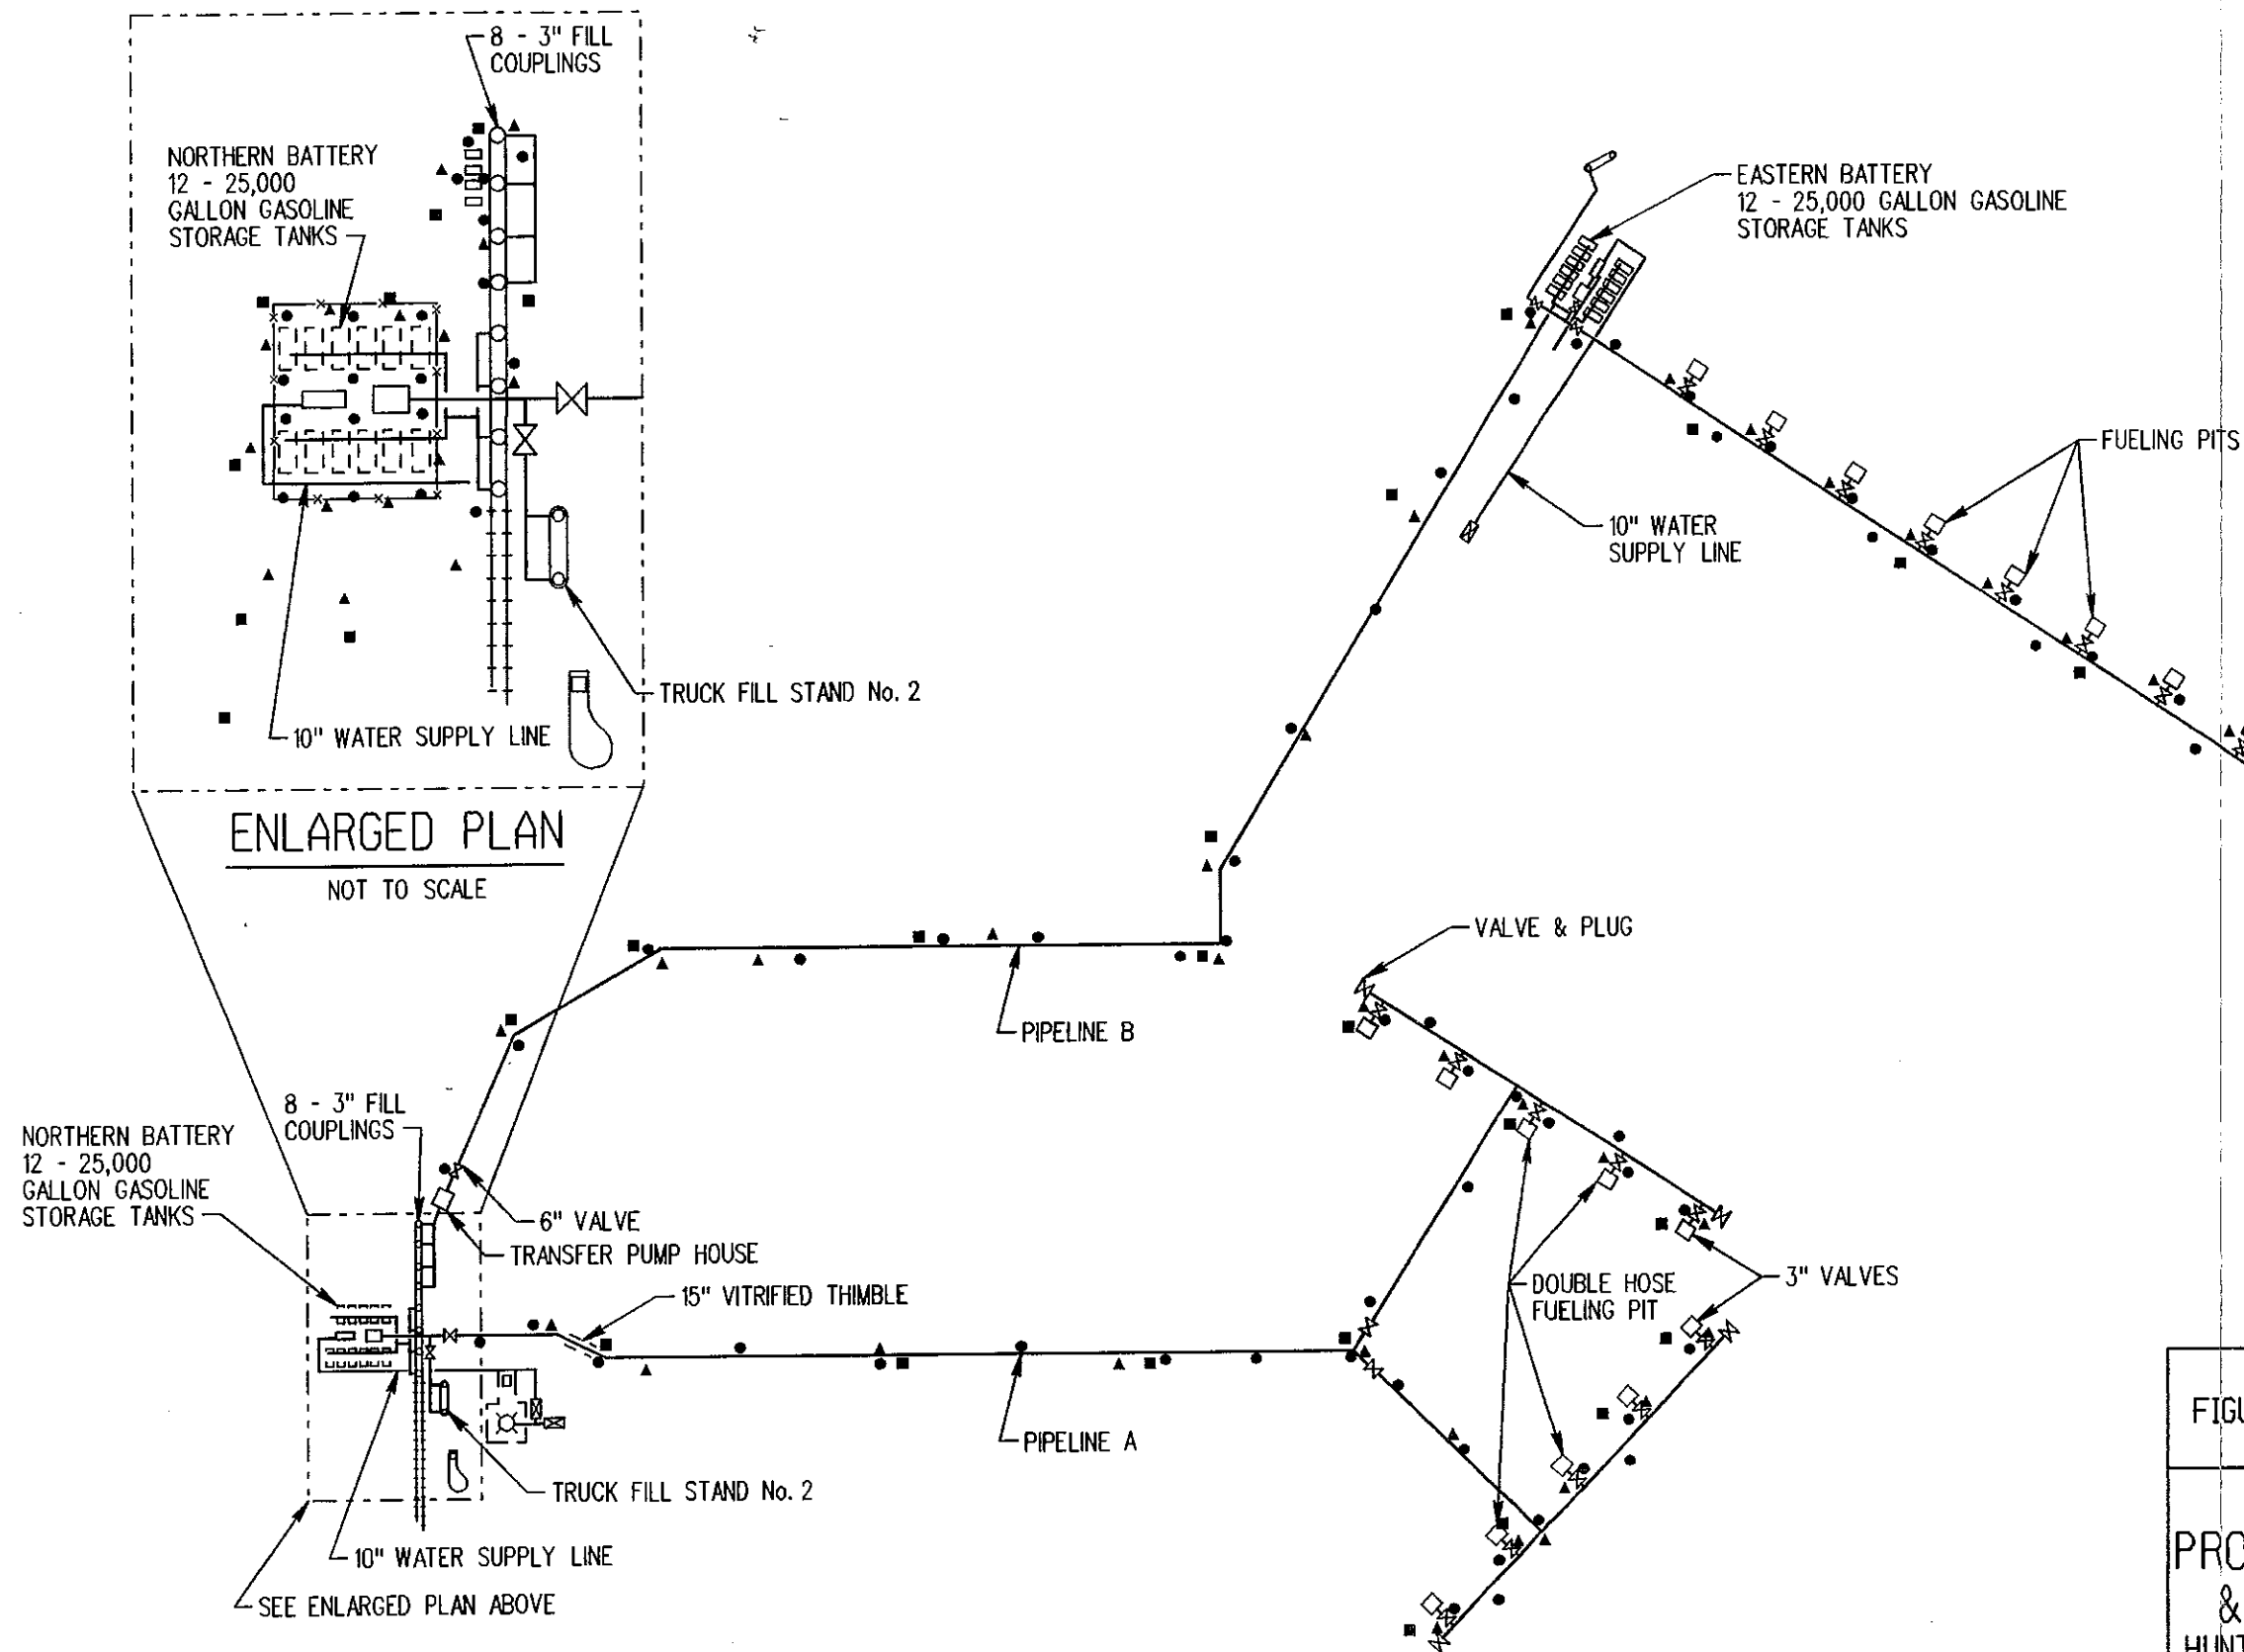 8 - 3" FILL
COUPLINGS
NORTHERN BATTERY
12 - 25,000
GALLON GASOLINE
STORAGE TANKS
TRUCK FILL STAND No. 2
10" WATER SUPPLY LINE
ENLARGED PLAN
NOT TO SCALE
EASTERN BATTERY
12 - 25,000 GALLON GASOLINE
STORAGE TANKS
FUELING PITS
10" WATER
SUPPLY LINE
VALVE & PLUG
PIPELINE B
8 - 3" FILL
COUPLINGS
NORTHERN BATTERY
12 - 25,000
GALLON GASOLINE
STORAGE TANKS
6" VALVE
TRANSFER PUMP HOUSE
15" VITRIFIED THIMBLE
DOUBLE HOSE
FUELING PIT
3" VALVES
PIPELINE A
TRUCK FILL STAND No. 2
10" WATER SUPPLY LINE
SEE ENLARGED PLAN ABOVE
&